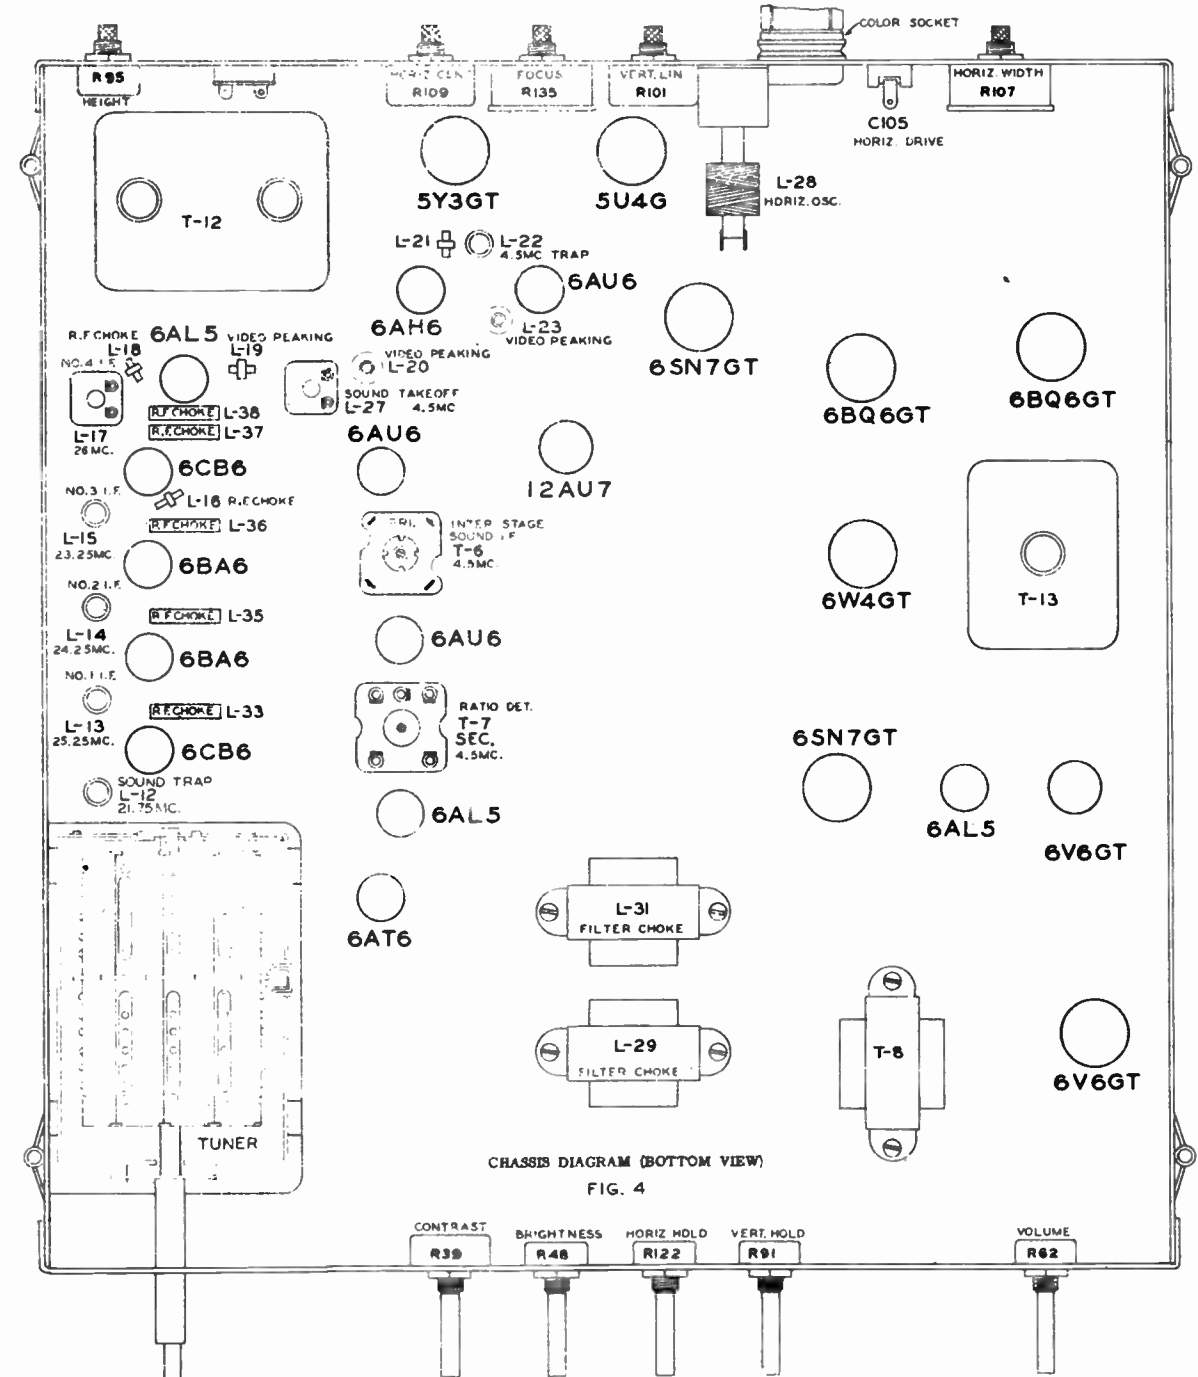 COLOR SOCKET
R95
HEIGHT
HORIZ. CENT
R109
FOCUS
R135
VERT. LIN
R101
HORIZ. WIDTH
R107
C105
HORIZ. DRIVE
T-12
5Y3GT
5U4G
L-28
HORIZ. OSC.
L-21
L-22
4.5MC TRAP
6AH6
6AU6
L-23
VIDEO PEAKING
6SN7GT
6BQ6GT
6BQ6GT
R.F. CHOKE
L-18
6AL5
VIDEO PEAKING
L-19
NO. 4 I.F.
L-17
26 MC.
VIDEO PEAKING
L-20
SOUND TAKEOFF
L-27 4.5MC
R.F. CHOKE L-38
R.F. CHOKE L-37
6AU6
6CB6
12AU7
NO. 3 I.F.
L-16 R.F. CHOKE
L-15
23.25MC.
R.F. CHOKE L-36
PRI.
INTER STAGE
SOUND I.F.
T-6
4.5MC.
6BA6
6W4GT
T-13
NO. 2 I.F.
L-14
24.25MC.
R.F. CHOKE L-35
6AU6
6BA6
NO. 1 I.F.
L-13
25.25MC.
R.F. CHOKE L-33
RATIO DET.
T-7
SEC.
4.5MC.
6CB6
SOUND TRAP
L-12
21.75MC.
6AL5
6SN7GT
6AL5
6V6GT
6AT6
L-31
FILTER CHOKE
L-29
FILTER CHOKE
T-8
6V6GT
TUNER
CHASSIS DIAGRAM (BOTTOM VIEW)
FIG. 4
CONTRAST
R39
BRIGHTNESS
R48
HORIZ HOLD
R122
VERT. HOLD
R91
VOLUME
R62